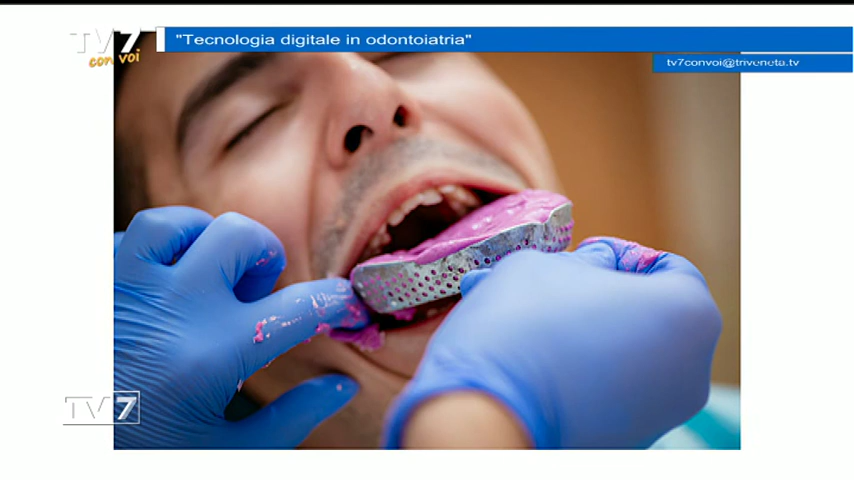 TV7
con voi
"Tecnologia digitale in odontoiatria"
tv7convoi@triveneta.tv
TV7